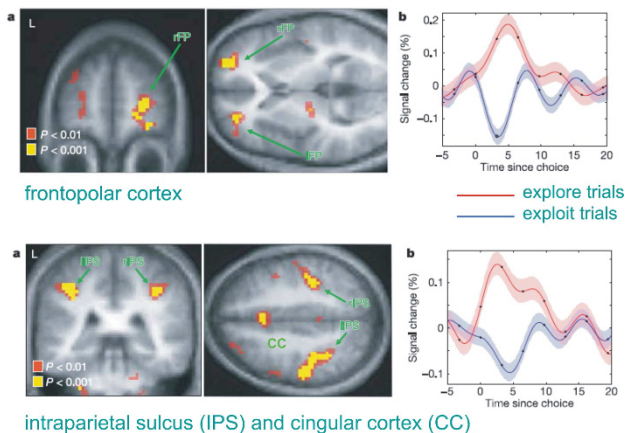 a
L
rFP
P < 0.01
P < 0.001
rFP
lFP
b
Signal change (%)
0,2
0.1
0
-0.1
-5 0 5 10 15 20
Time since choice
frontopolar cortex
explore trials
exploit trials
a
L
lIPS rIPS
P < 0.01
P < 0.001
rIPS
CC
lIPS
b
Signal change (%)
0.1
0
-0.1
-5 0 5 10 15 20
Time since choice
intraparietal sulcus (IPS) and cingular cortex (CC)